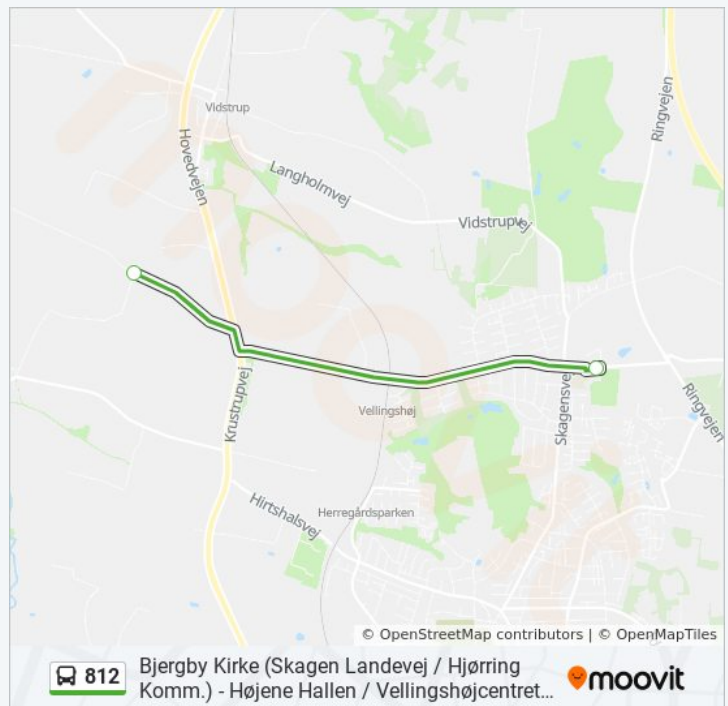 Vidstrup
Hovedvejen
Langholmvej
Vidstrupvej
Ringvejen
Krustrupvej
Vellingshøj
Skagensvej
Ringvejen
Hirtshalsvej
Herregårdsparken
© OpenStreetMap contributors | © OpenMapTiles
812
Bjergby Kirke (Skagen Landevej / Hjørring
Komm.) - Højene Hallen / Vellingshøjcentret…
moovit